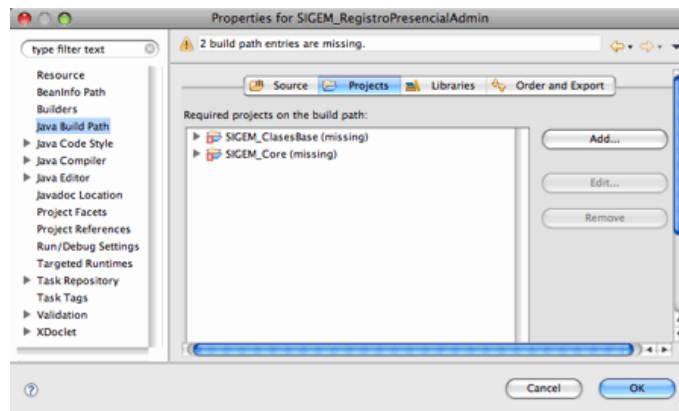 Properties for SIGEM_RegistroPresencialAdmin
type filter text
2 build path entries are missing.
Resource
BeanInfo Path
Builders
Java Build Path
Java Code Style
Java Compiler
Java Editor
Javadoc Location
Project Facets
Project References
Run/Debug Settings
Targeted Runtimes
Task Repository
Task Tags
Validation
XDoclet
Source Projects Libraries Order and Export
Required projects on the build path:
SIGEM_ClasesBase (missing)
SIGEM_Core (missing)
Add...
Edit...
Remove
?
Cancel OK